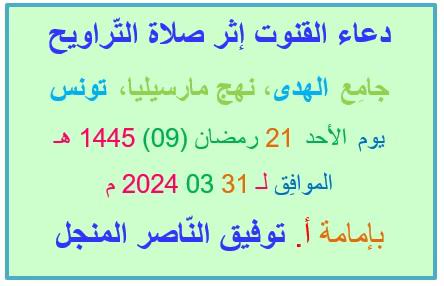 دعاء القنوت إثر صلاة التّراويح
جامِع الهدى، نهج مارسيليا، تونس
يوم الأحد 21 رمضان (09) 1445 هـ
الموافِق لـ 31 03 2024 م
بإمامة أ. توفيق النّاصر المنجل